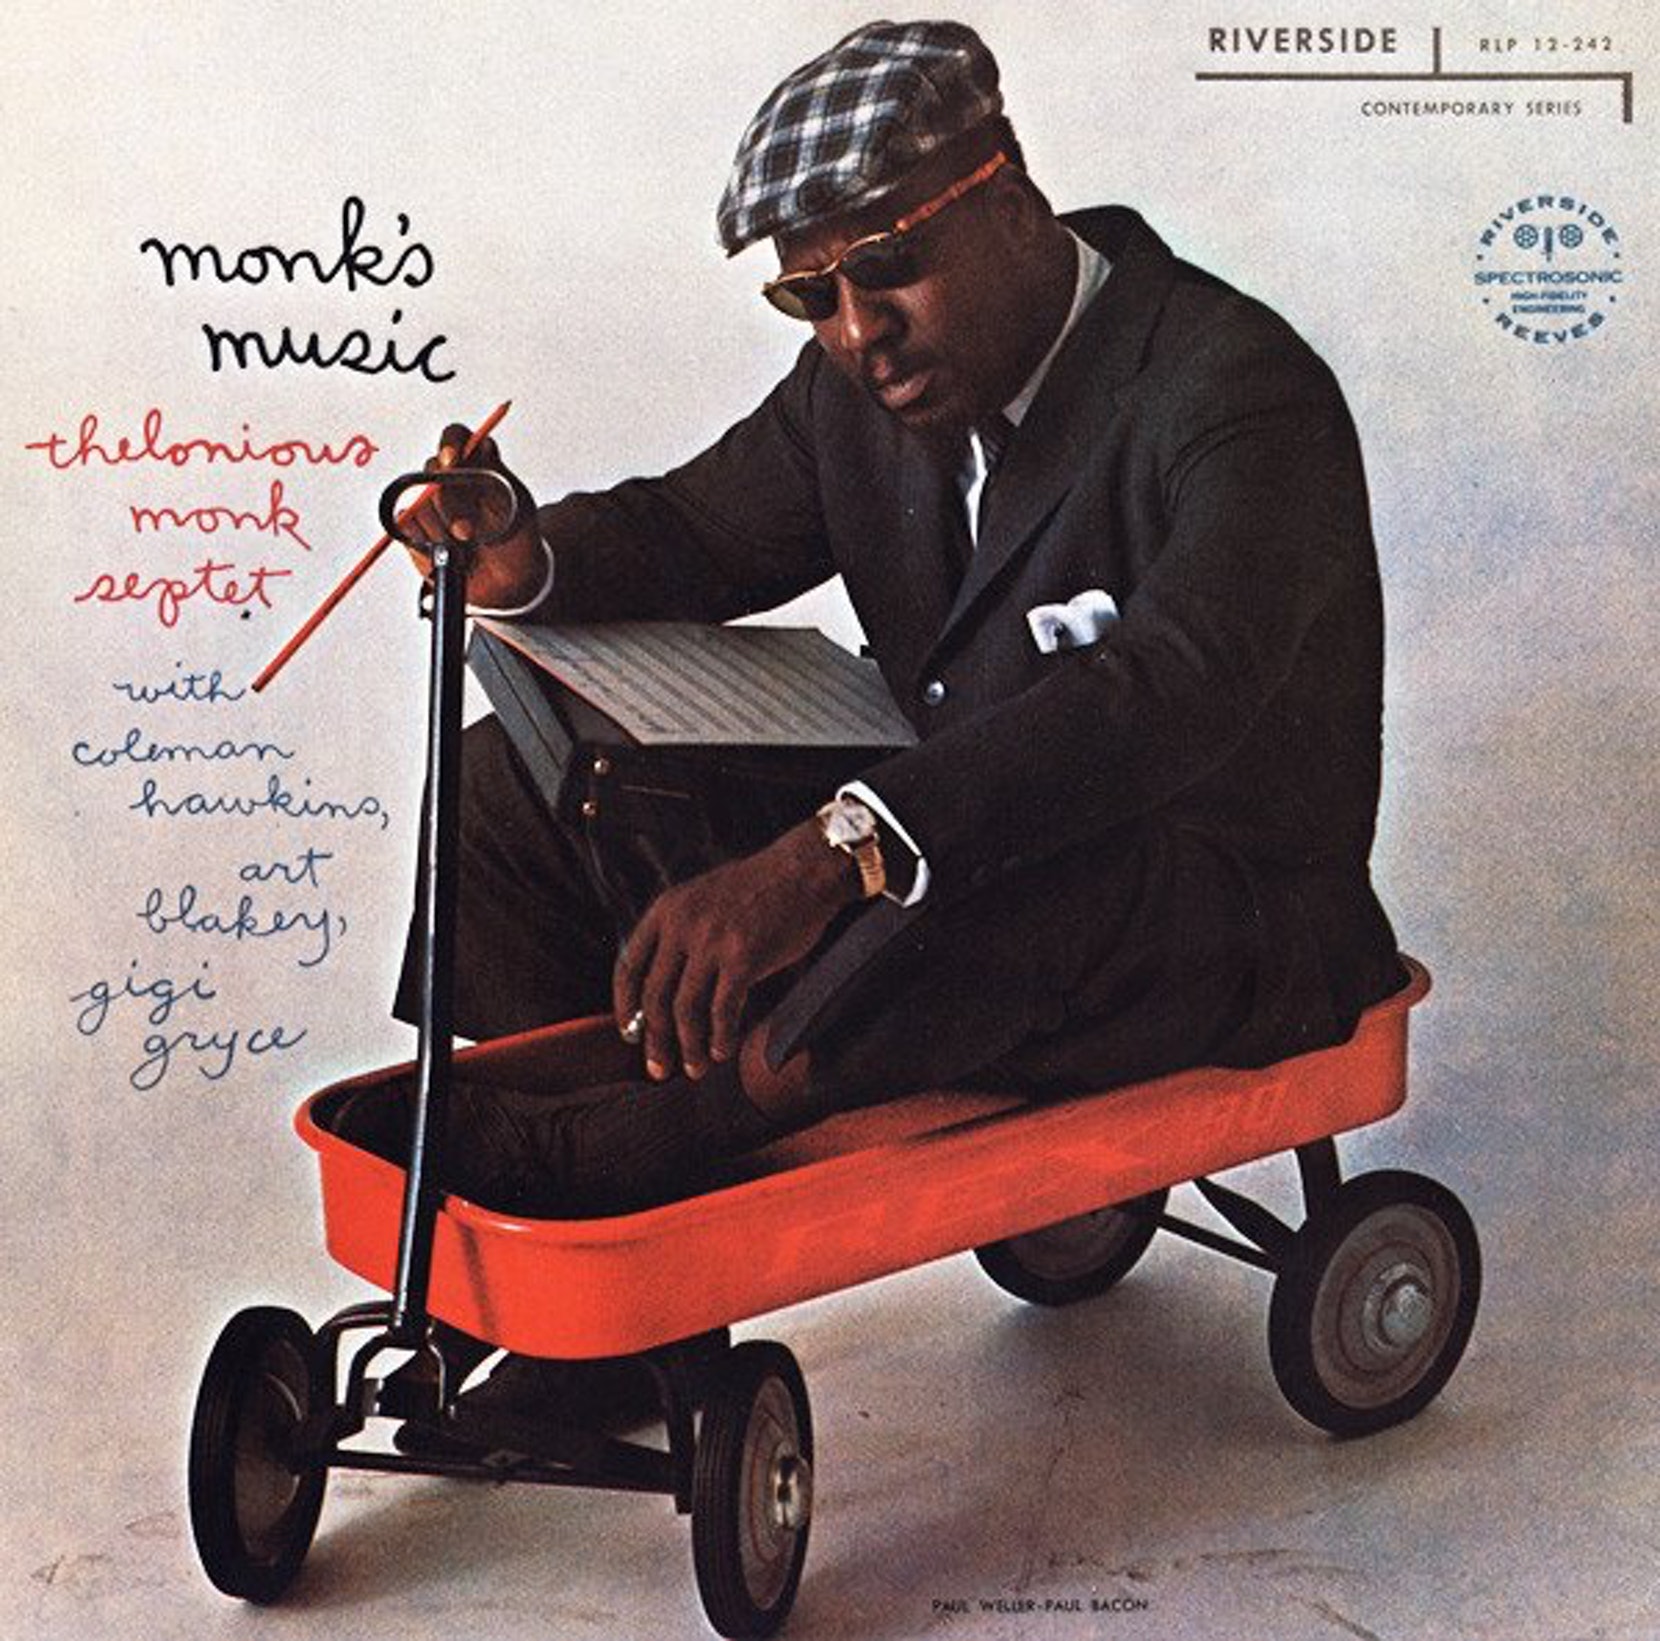 RIVERSIDE
RLP 12-242
CONTEMPORARY SERIES
RIVERSIDE
SPECTROSONIC
HIGH-FIDELITY
ENGINEERING
REEVES
monk's
music
thelonious
monk
septet
with
coleman
hawkins,
art
blakey,
gigi
gryce
PAUL WELLER-PAUL BACON